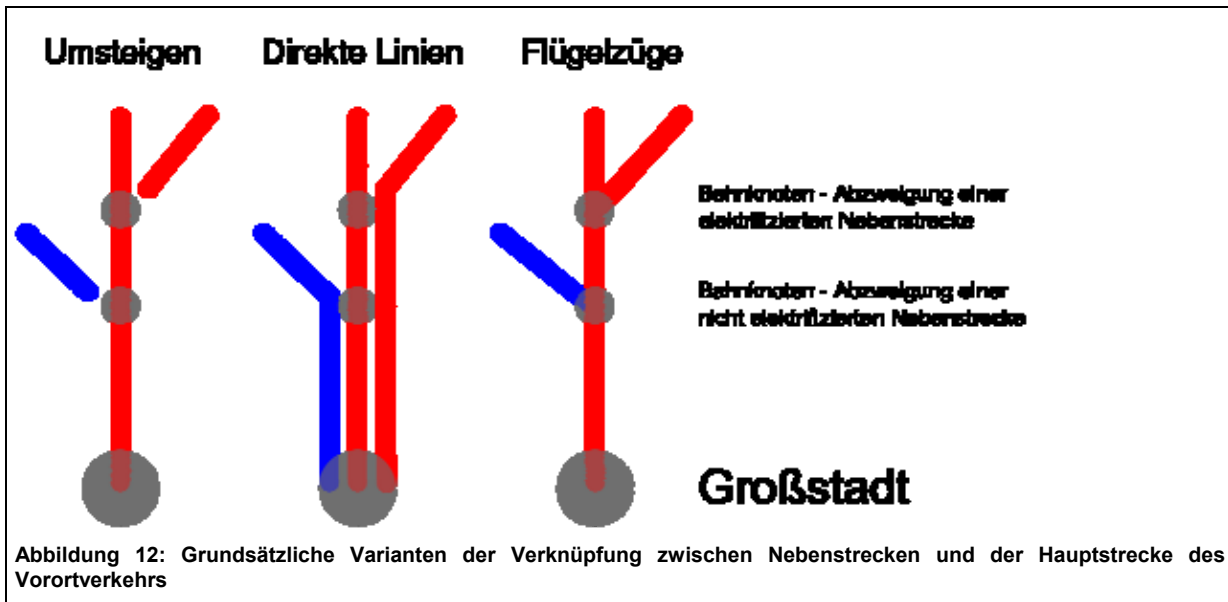 Umsteigen Direkte Linien Flügelzüge
Bahnknoten - Abzweigung einer
elektrifizierten Nebenstrecke
Bahnknoten - Abzweigung einer
nicht elektrifizierten Nebenstrecke
Großstadt
Abbildung 12: Grundsätzliche Varianten der Verknüpfung zwischen Nebenstrecken und der Hauptstrecke des
Vorortverkehrs